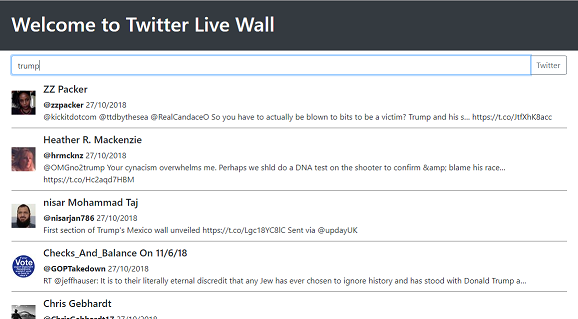 Welcome to Twitter Live Wall
trump
Twitter
ZZ Packer
@zzpacker 27/10/2018
@kickitdotcom @ttdbythesea @RealCandaceO So you have to actually be blown to bits to be a victim? Trump and his s... https://t.co/JtfXhK8acc
Heather R. Mackenzie
@hrmcknz 27/10/2018
@OMGno2trump Your cynacism overwhelms me. Perhaps we shld do a DNA test on the shooter to confirm &amp; blame his race...
https://t.co/Hc2aqd7HBM
nisar Mohammad Taj
@nisarjan786 27/10/2018
First section of Trump's Mexico wall unveiled https://t.co/Lgc18YC8lC Sent via @updayUK
Checks_And_Balance On 11/6/18
Vote
@GOPTakedown 27/10/2018
RT @jeffhauser: It is to their literally eternal discredit that any Jew has ever chosen to ignore history and has stood with Donald Trump a...
Chris Gebhardt
@ChrisGebhardt17 27/10/2018